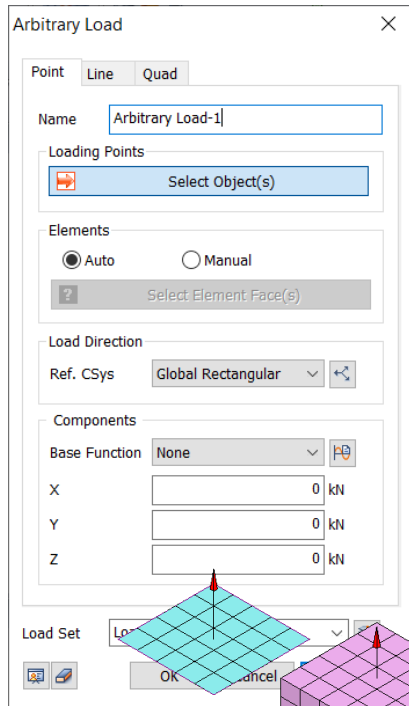 Arbitrary Load
Point Line Quad
Name Arbitrary Load-1
Loading Points
Select Object(s)
Elements
Auto Manual
? Select Element Face(s)
Load Direction
Ref. CSys Global Rectangular
Components
Base Function None
X 0 kN
Y 0 kN
Z 0 kN
Load Set
OK